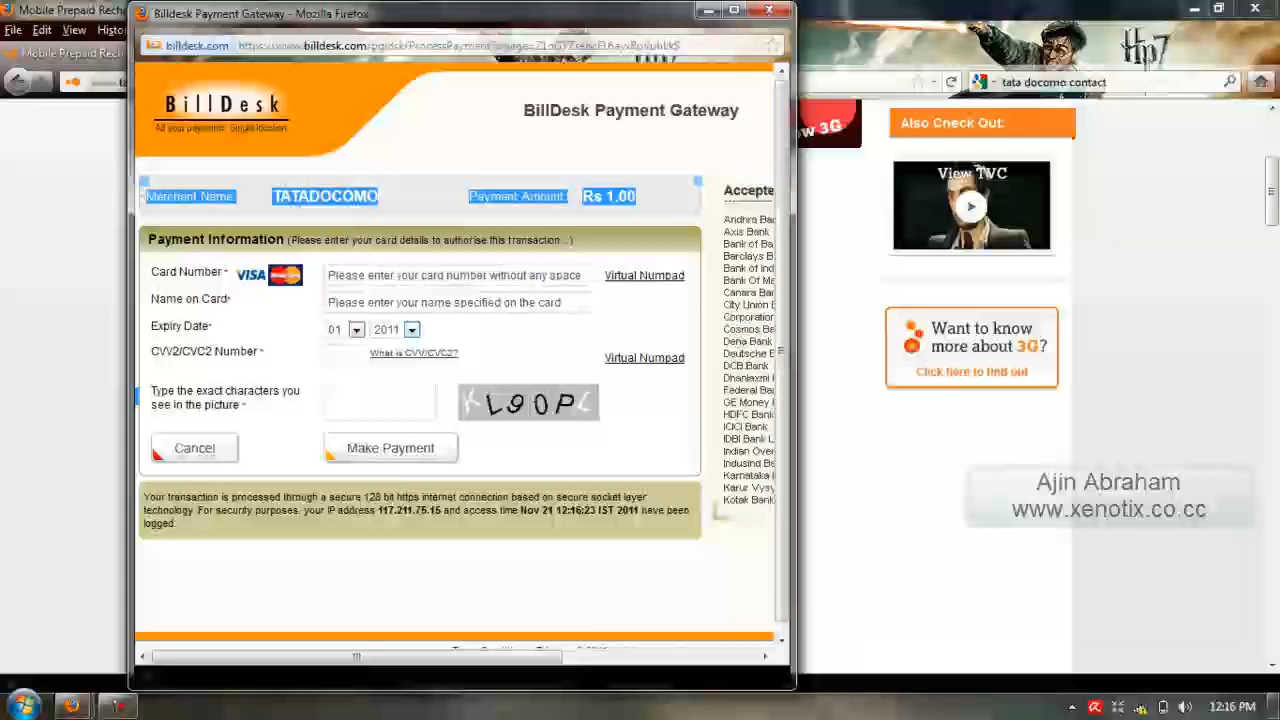 Mobile Prepaid Rech
Billdesk Payment Gateway - Mozilla Firefox
File Edit View Histo
Mobile Prepaid Rech
billdesk.com
tata docomo contact
BillDesk
All your payments. Single location.
BillDesk Payment Gateway
Merchant Name TATADOCOMO Payment Amount Rs 1.00
Payment Information (Please enter your card details to authorise this transaction...)
Card Number * VISA MasterCard Please enter your card number without any space Virtual Numpad
Name on Card* Please enter your name specified on the card
Expiry Date* 01 2011
CVV2/CVC2 Number * What is CVV/CVC2? Virtual Numpad
Type the exact characters you
see in the picture *
L90P
Cancel Make Payment
Your transaction is processed through a secure 128 bit https internet connection based on secure socket layer
technology. For security purposes, your IP address 117.211.75.15 and access time Nov 21 12:16:23 IST 2011 have been
logged.
Accepte
Andhra Ba
Axis Bank
Bank of Ba
Barclays B
Bank of Ind
Bank Of Ma
Canara Ba
City Union B
Corporation
Cosmos Ba
Dena Bank
Deutsche B
DCB Bank
Dhanlaxmi
Federal Ba
GE Money
HDFC Bank
ICICI Bank
IDBI Bank L
Indian Over
Indusind Ba
Karnataka
Karur Vysy
Kotak Bank
ow 3G
Also Check Out:
View TVC
Want to know
more about 3G?
Click here to find out
Ajin Abraham
www.xenotix.co.cc
12:16 PM